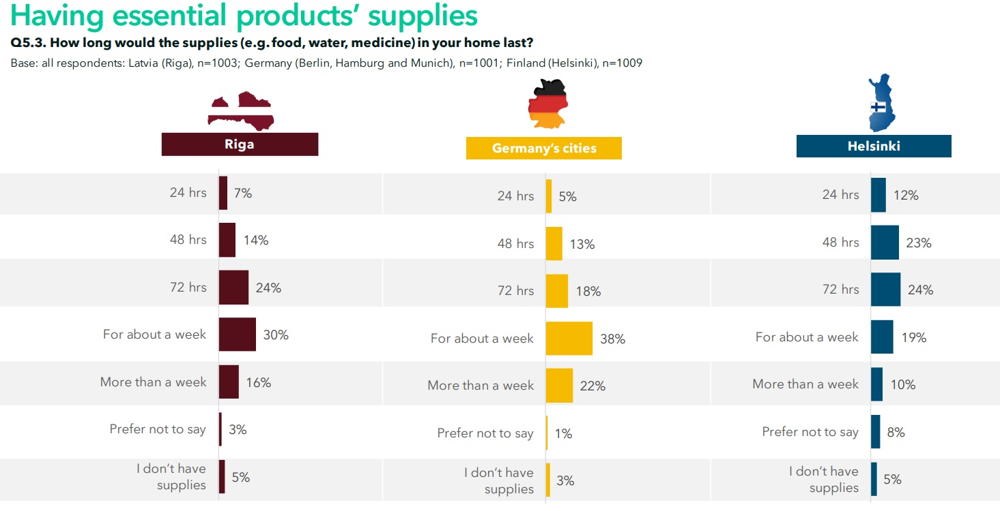 Having essential products’ supplies
Q5.3. How long would the supplies (e.g. food, water, medicine) in your home last?
Base: all respondents: Latvia (Riga), n=1003; Germany (Berlin, Hamburg and Munich), n=1001; Finland (Helsinki), n=1009
Riga
24 hrs 7%
48 hrs 14%
72 hrs 24%
For about a week 30%
More than a week 16%
Prefer not to say 3%
I don’t have
supplies 5%
Germany’s cities
24 hrs 5%
48 hrs 13%
72 hrs 18%
For about a week 38%
More than a week 22%
Prefer not to say 1%
I don’t have
supplies 3%
Helsinki
24 hrs 12%
48 hrs 23%
72 hrs 24%
For about a week 19%
More than a week 10%
Prefer not to say 8%
I don’t have
supplies 5%